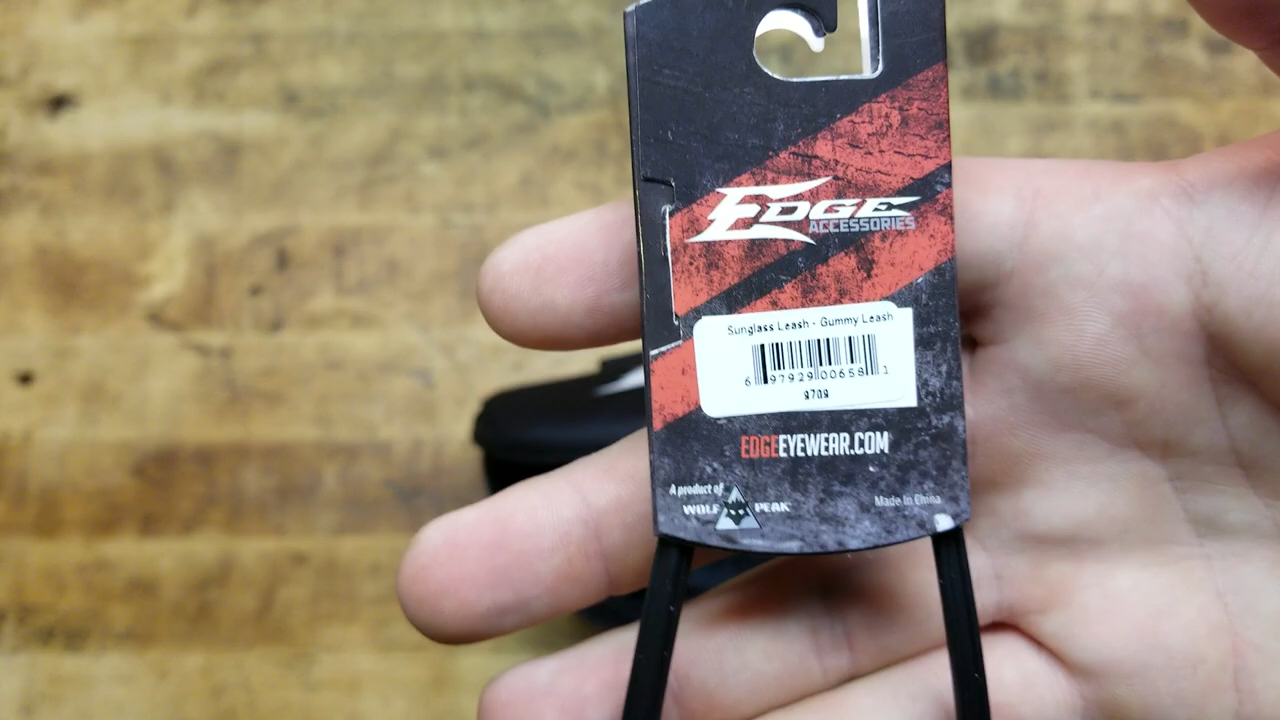 EDGE
ACCESSORIES
Sunglass Leash - Gummy Leash
6 97929 00658 1
9709
EDGEEYEWEAR.COM
A product of
WOLF PEAK
Made In China